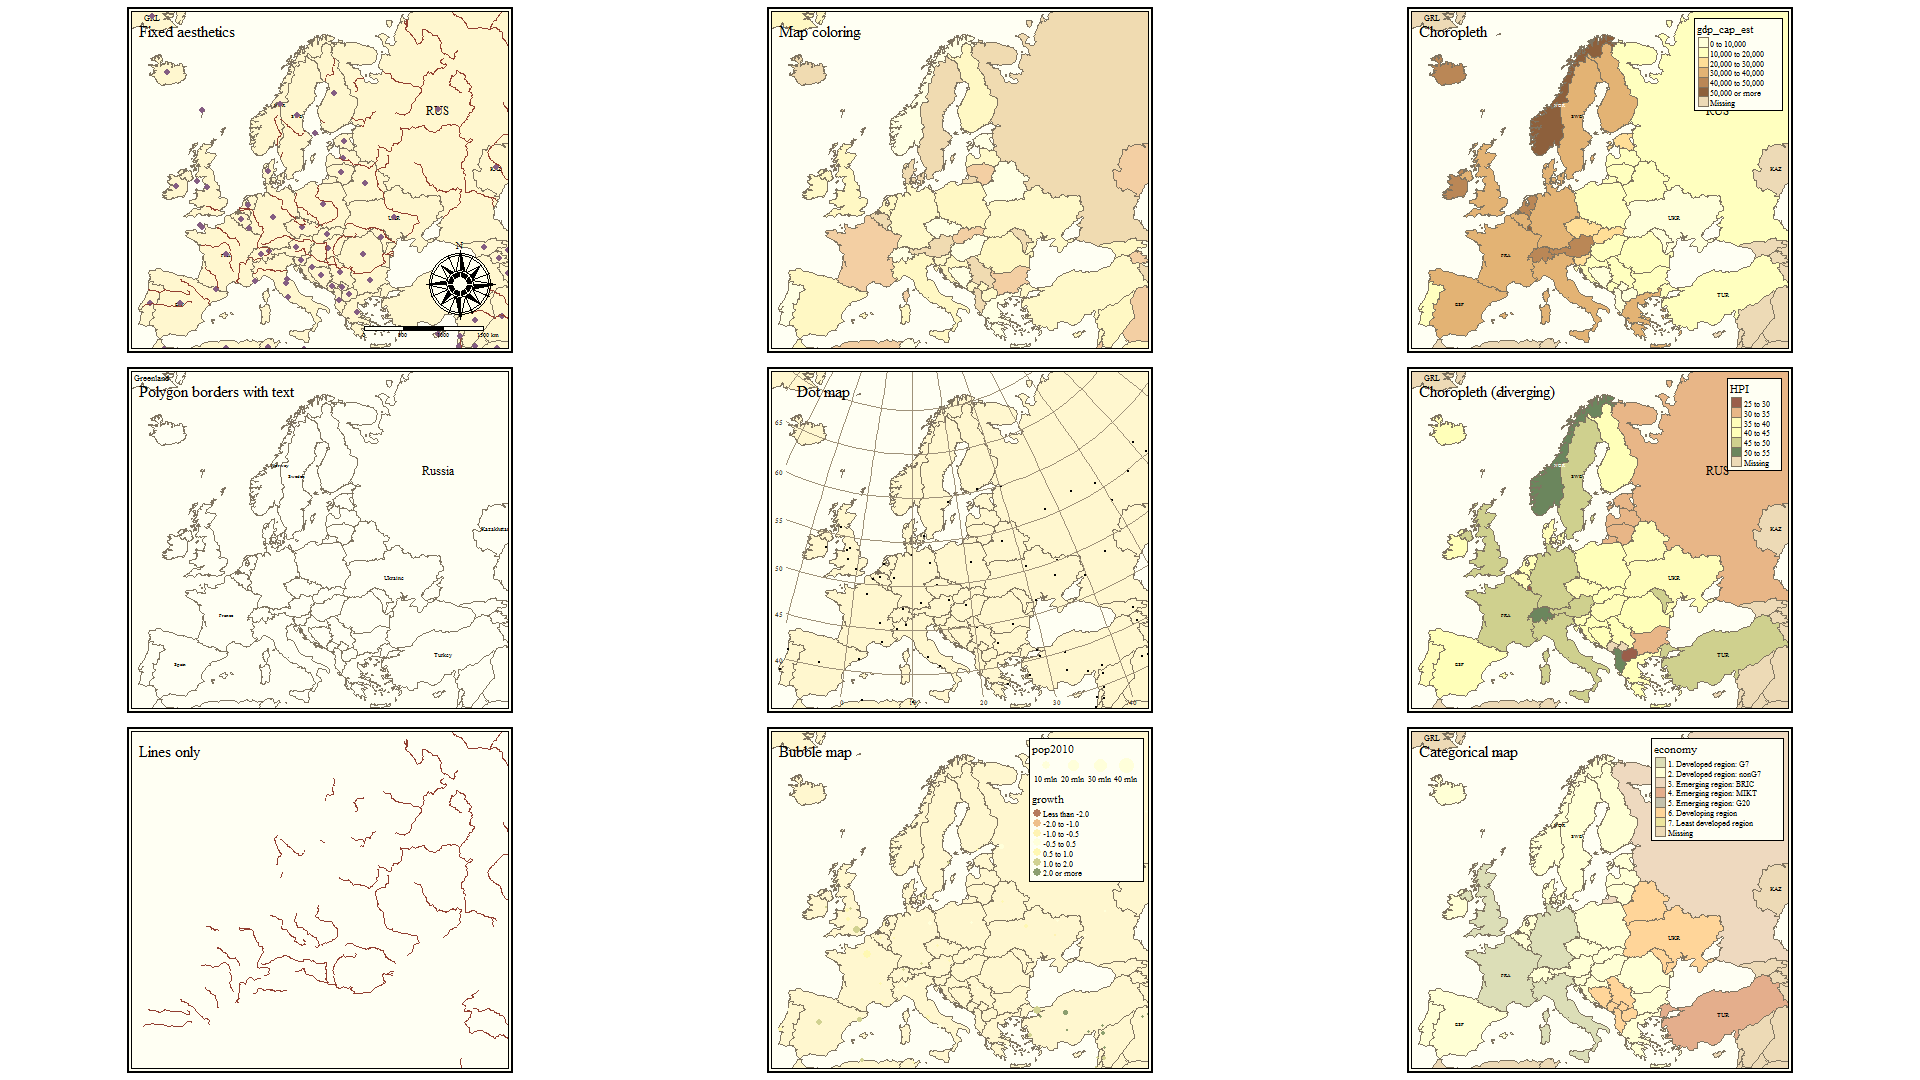 GRL
Fixed aesthetics
RUS
UKR
N
500
1500 km
Map coloring
GRL
Choropleth
gdp_cap_est
0 to 10,000
10,000 to 20,000
20,000 to 30,000
30,000 to 40,000
40,000 to 50,000
50,000 or more
Missing
RUS
SWE
KAZ
UKR
FRA
ESP
TUR
Greenland
Polygon borders with text
Norway
Sweden
Russia
Kazakhstan
Ukraine
France
Spain
Turkey
Dot map
65
60
55
50
45
40
0
10
20
30
40
GRL
Choropleth (diverging)
HPI
25 to 30
30 to 35
35 to 40
40 to 45
45 to 50
50 to 55
Missing
RUS
SWE
KAZ
UKR
FRA
ESP
TUR
Lines only
Bubble map
pop2010
10 mln 20 mln 30 mln 40 mln
growth
Less than -2.0
-2.0 to -1.0
-1.0 to -0.5
-0.5 to 0.5
0.5 to 1.0
1.0 to 2.0
2.0 or more
GRL
Categorical map
economy
1. Developed region: G7
2. Developed region: nonG7
3. Emerging region: BRIC
4. Emerging region: MIKT
5. Emerging region: G20
6. Developing region
7. Least developed region
Missing
NOR
SWE
KAZ
UKR
FRA
ESP
TUR